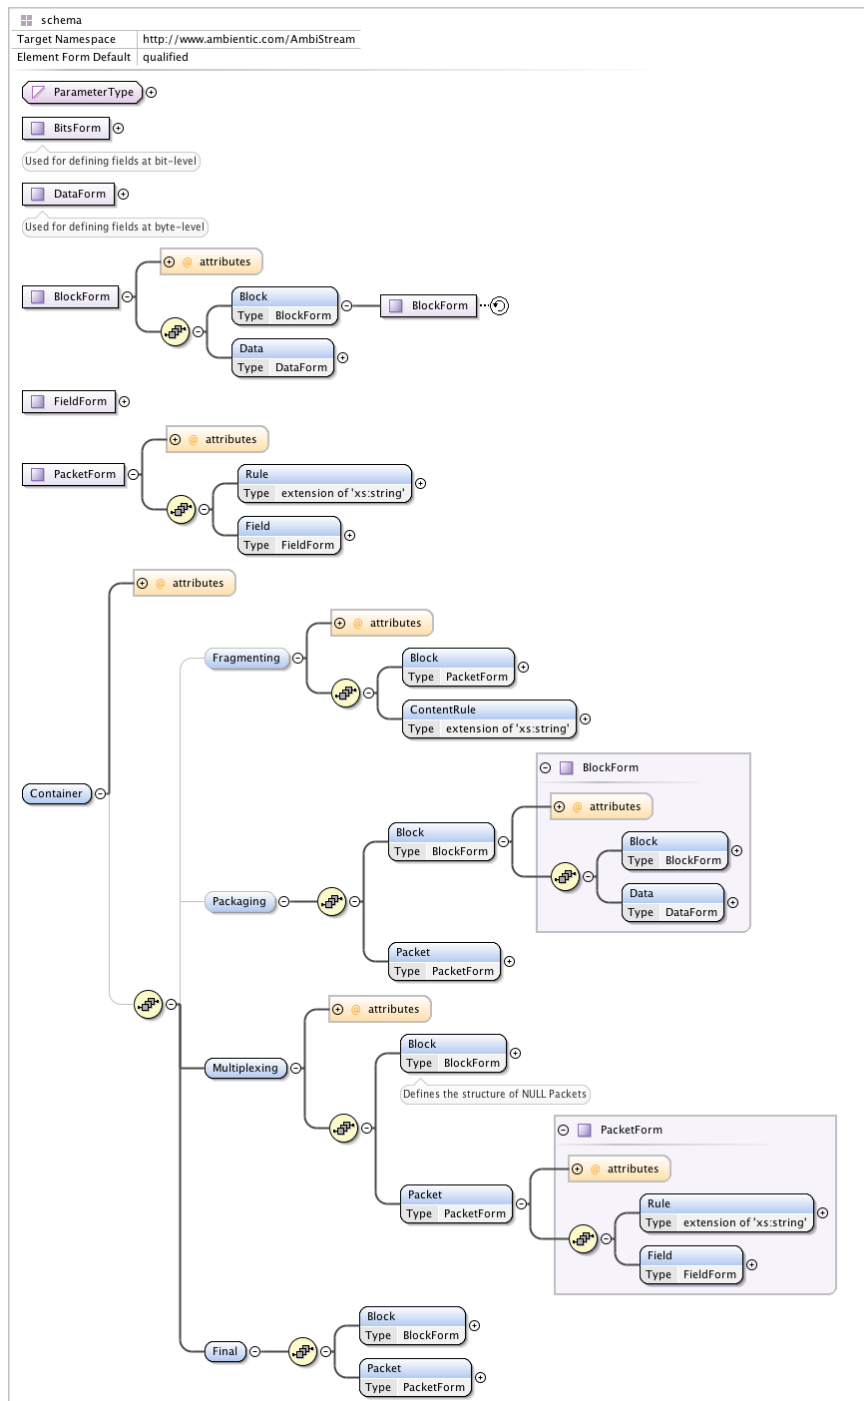 schema
Target Namespace http://www.ambientic.com/AmbiStream
Element Form Default qualified
ParameterType
BitsForm
Used for defining fields at bit-level
DataForm
Used for defining fields at byte-level
@ attributes
BlockForm
Block
Type BlockForm
BlockForm
Data
Type DataForm
FieldForm
@ attributes
PacketForm
Rule
Type extension of 'xs:string'
Field
Type FieldForm
@ attributes
@ attributes
Fragmenting
Block
Type PacketForm
ContentRule
Type extension of 'xs:string'
BlockForm
Container
@ attributes
Block
Type BlockForm
Block
Type BlockForm
Data
Type DataForm
Packaging
Packet
Type PacketForm
@ attributes
Block
Type BlockForm
Multiplexing
Defines the structure of NULL Packets
PacketForm
@ attributes
Packet
Type PacketForm
Rule
Type extension of 'xs:string'
Field
Type FieldForm
Block
Type BlockForm
Final
Packet
Type PacketForm